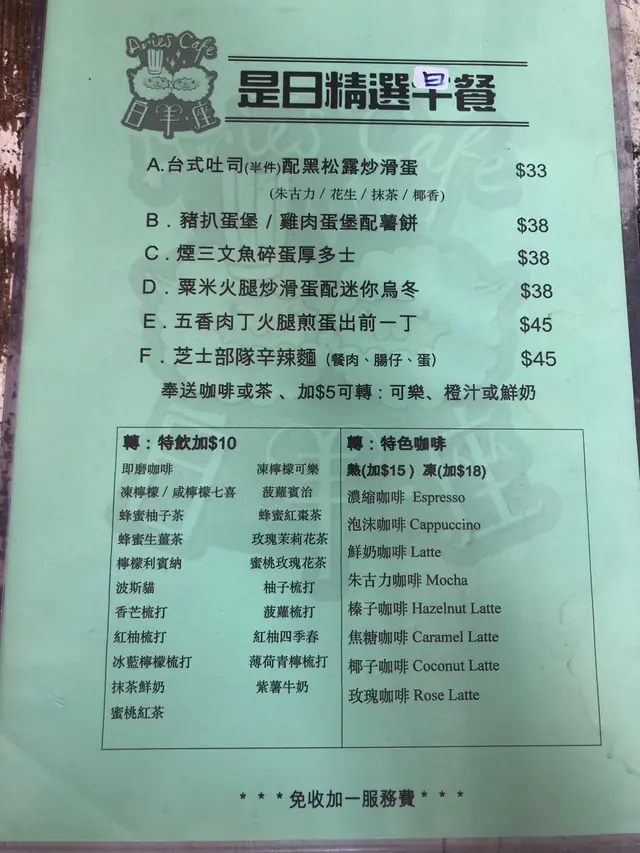 Aries Café
白羊座
是日精選早餐
日
A.台式吐司(半件)配黑松露炒滑蛋 $33
(朱古力 / 花生 / 抹茶 / 椰香)
B . 豬扒蛋堡 / 雞肉蛋堡配薯餅 $38
C . 煙三文魚碎蛋厚多士 $38
D . 粟米火腿炒滑蛋配迷你烏冬 $38
E . 五香肉丁火腿煎蛋出前一丁 $45
F . 芝士部隊辛辣麵 (餐肉、腸仔、蛋) $45
奉送咖啡或茶 、加$5可轉 : 可樂、橙汁或鮮奶
轉 : 特飲加$10
即磨咖啡 凍檸檬可樂
凍檸檬 / 咸檸檬七喜 菠蘿賓治
蜂蜜柚子茶 蜂蜜紅棗茶
蜂蜜生薑茶 玫瑰茉莉花茶
檸檬利賓納 蜜桃玫瑰花茶
波斯貓 柚子梳打
香芒梳打 菠蘿梳打
紅柚梳打 紅柚四季春
冰藍檸檬梳打 薄荷青檸梳打
抹茶鮮奶 紫薯牛奶
蜜桃紅茶
轉 : 特色咖啡
熱(加$15 ) 凍(加$18)
濃縮咖啡 Espresso
泡沫咖啡 Cappuccino
鮮奶咖啡 Latte
朱古力咖啡 Mocha
榛子咖啡 Hazelnut Latte
焦糖咖啡 Caramel Latte
椰子咖啡 Coconut Latte
玫瑰咖啡 Rose Latte
* * * 免收加一服務費 * * *